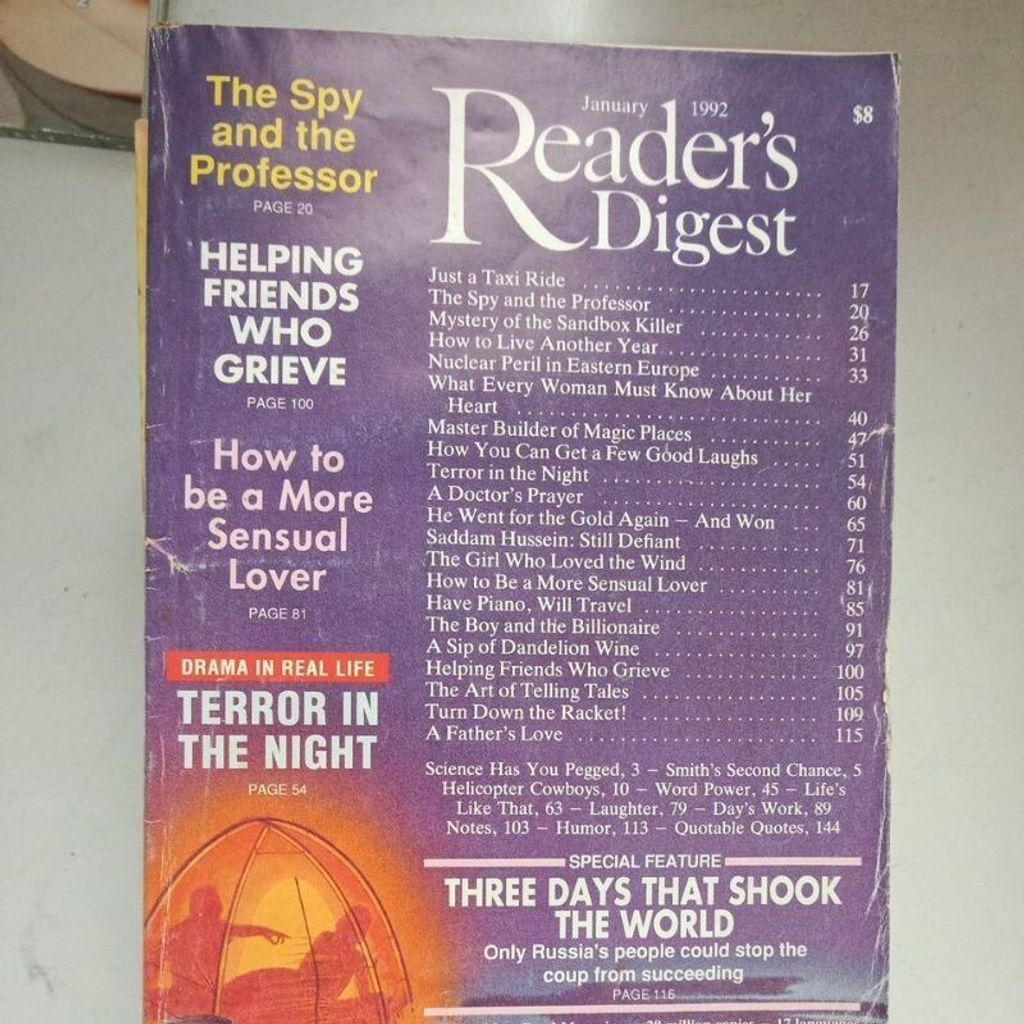 The Spy
and the
Professor
PAGE 20
HELPING
FRIENDS
WHO
GRIEVE
PAGE 100
How to
be a More
Sensual
Lover
PAGE 81
DRAMA IN REAL LIFE
TERROR IN
THE NIGHT
PAGE 54
January 1992
$8
Reader's
Digest
Just a Taxi Ride ........................ 17
The Spy and the Professor ................ 20
Mystery of the Sandbox Killer ............ 26
How to Live Another Year ................ 31
Nuclear Peril in Eastern Europe ............ 33
What Every Woman Must Know About Her
Heart ............................ 40
Master Builder of Magic Places ............ 47
How You Can Get a Few Good Laughs ..... 51
Terror in the Night ...................... 54
A Doctor's Prayer ...................... 60
He Went for the Gold Again — And Won ... 65
Saddam Hussein: Still Defiant ............ 71
The Girl Who Loved the Wind ............ 76
How to Be a More Sensual Lover .......... 81
Have Piano, Will Travel .................. 85
The Boy and the Billionaire .............. 91
A Sip of Dandelion Wine ................ 97
Helping Friends Who Grieve .............. 100
The Art of Telling Tales .................. 105
Turn Down the Racket! .................. 109
A Father's Love ........................ 115
Science Has You Pegged, 3 — Smith's Second Chance, 5
Helicopter Cowboys, 10 — Word Power, 45 — Life's
Like That, 63 — Laughter, 79 — Day's Work, 89
Notes, 103 — Humor, 113 — Quotable Quotes, 144
SPECIAL FEATURE
THREE DAYS THAT SHOOK
THE WORLD
Only Russia's people could stop the
coup from succeeding
PAGE 116